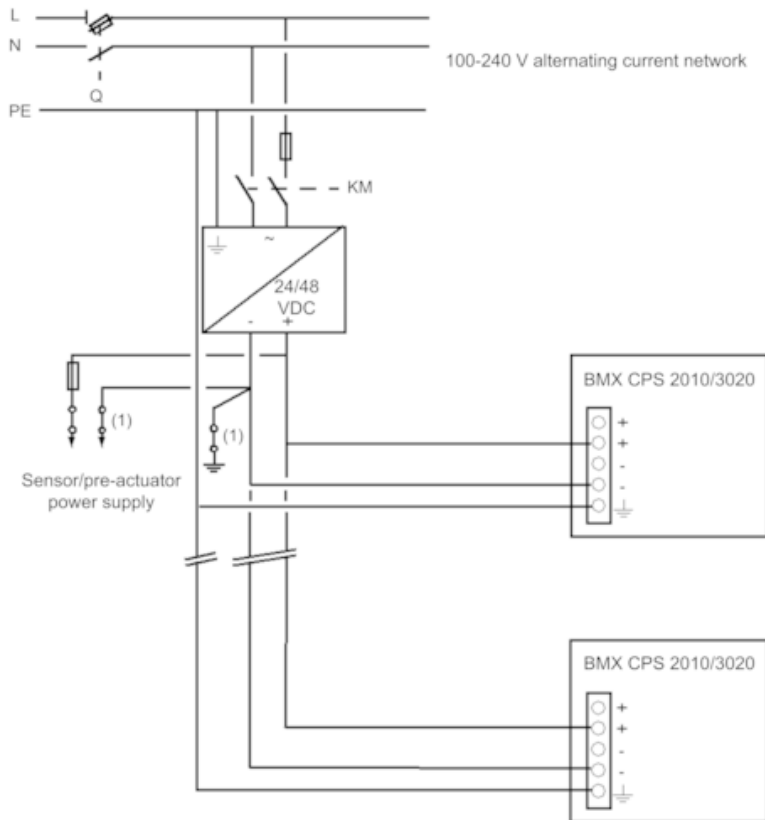 L
N
100-240 V alternating current network
Q
PE
KM
~
24/48
VDC
- +
BMX CPS 2010/3020
+
+
-
-
(1)
(1)
Sensor/pre-actuator
power supply
BMX CPS 2010/3020
+
+
-
-